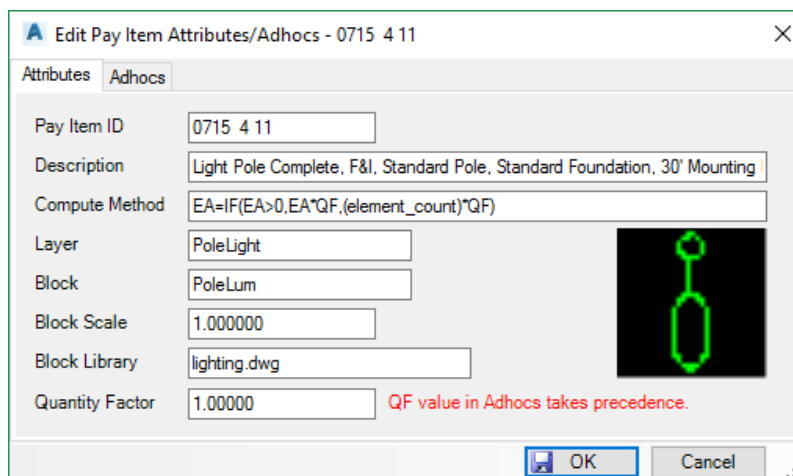 Edit Pay Item Attributes/Adhocs - 0715 4 11
Attributes Adhocs
Pay Item ID 0715 4 11
Description Light Pole Complete, F&I, Standard Pole, Standard Foundation, 30' Mounting
Compute Method EA=IF(EA>0,EA*QF,(element_count)*QF)
Layer PoleLight
Block PoleLum
Block Scale 1.000000
Block Library lighting.dwg
Quantity Factor 1.00000 QF value in Adhocs takes precedence.
OK Cancel